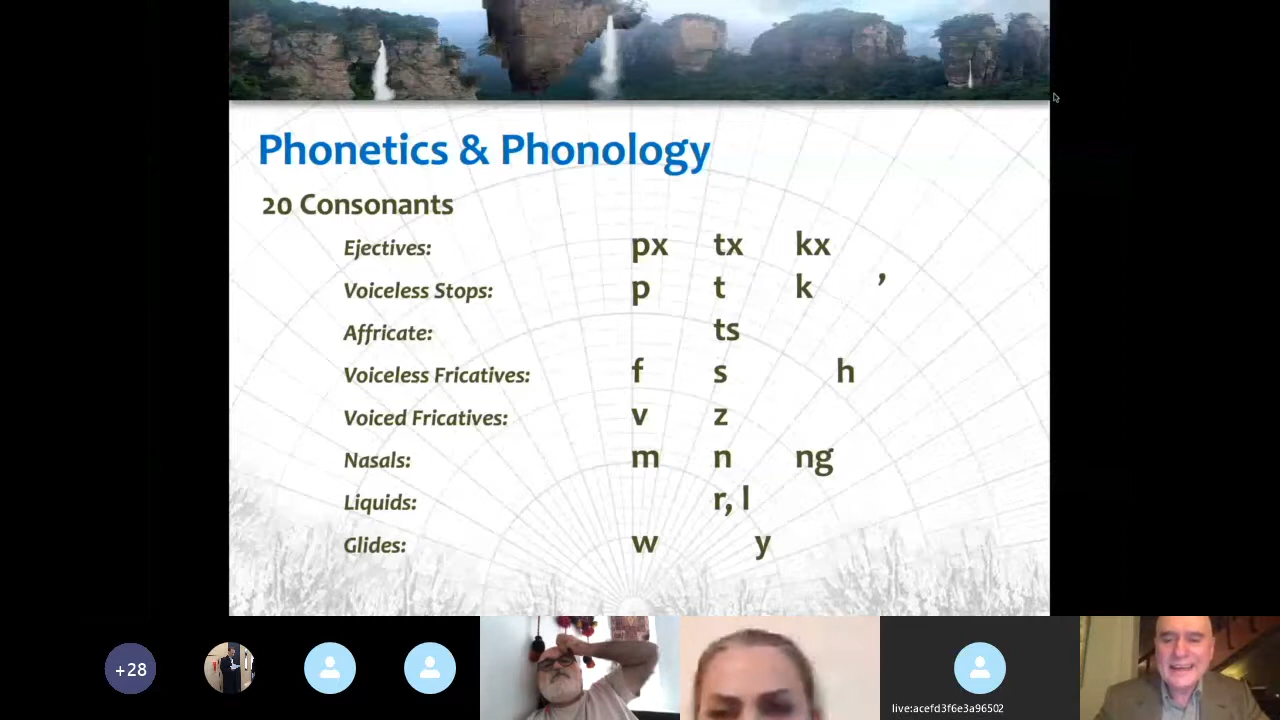 Phonetics & Phonology
20 Consonants
Ejectives: px tx kx
Voiceless Stops: p t k ’
Affricate: ts
Voiceless Fricatives: f s h
Voiced Fricatives: v z
Nasals: m n ng
Liquids: r, l
Glides: w y
+28
live:acefd3f6e3a96502